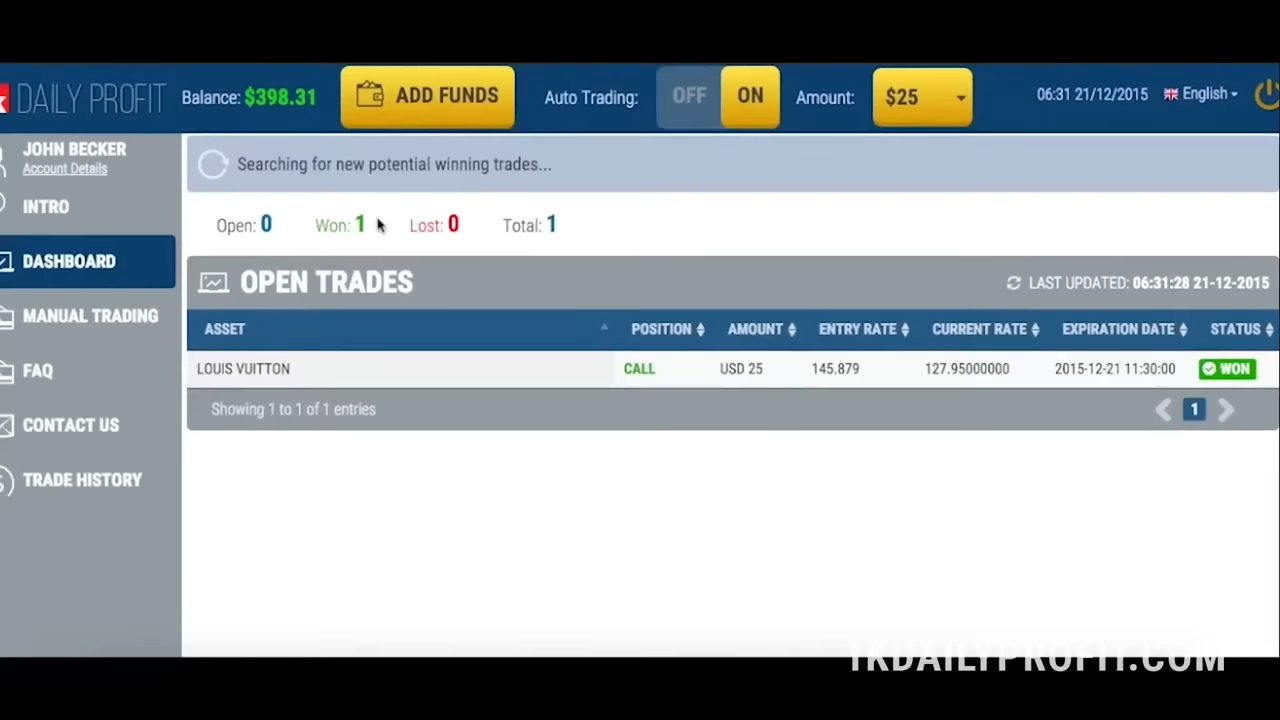 k DAILY PROFIT
Balance: $398.31
ADD FUNDS
Auto Trading: OFF ON
Amount: $25
06:31 21/12/2015
English
JOHN BECKER
Account Details
INTRO
DASHBOARD
MANUAL TRADING
FAQ
CONTACT US
TRADE HISTORY
Searching for new potential winning trades...
Open: 0 Won: 1 Lost: 0 Total: 1
OPEN TRADES
LAST UPDATED: 06:31:28 21-12-2015
ASSET POSITION AMOUNT ENTRY RATE CURRENT RATE EXPIRATION DATE STATUS
LOUIS VUITTON CALL USD 25 145.879 127.95000000 2015-12-21 11:30:00 WON
Showing 1 to 1 of 1 entries
1
1KDAILYPROFIT.COM